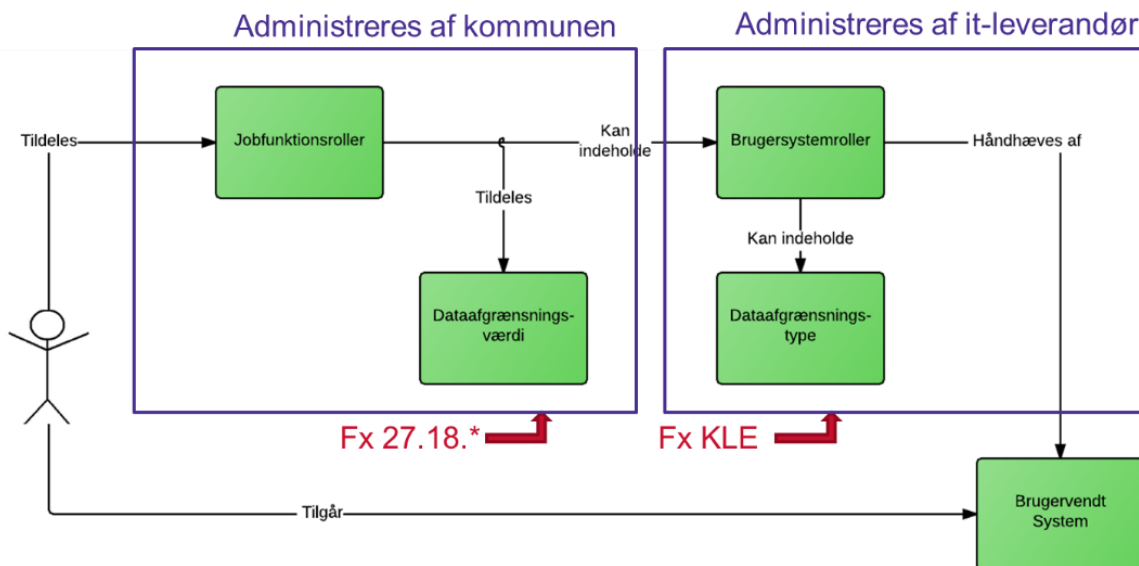 Administreres af kommunen
Administreres af it-leverandør
Tildeles
Jobfunktionsroller
Kan
indeholde
Brugersystemroller
Håndhæves af
Tildeles
Kan indeholde
Dataafgrænsnings-
værdi
Dataafgrænsnings-
type
Fx 27.18.*
Fx KLE
Brugervendt
System
Tilgår